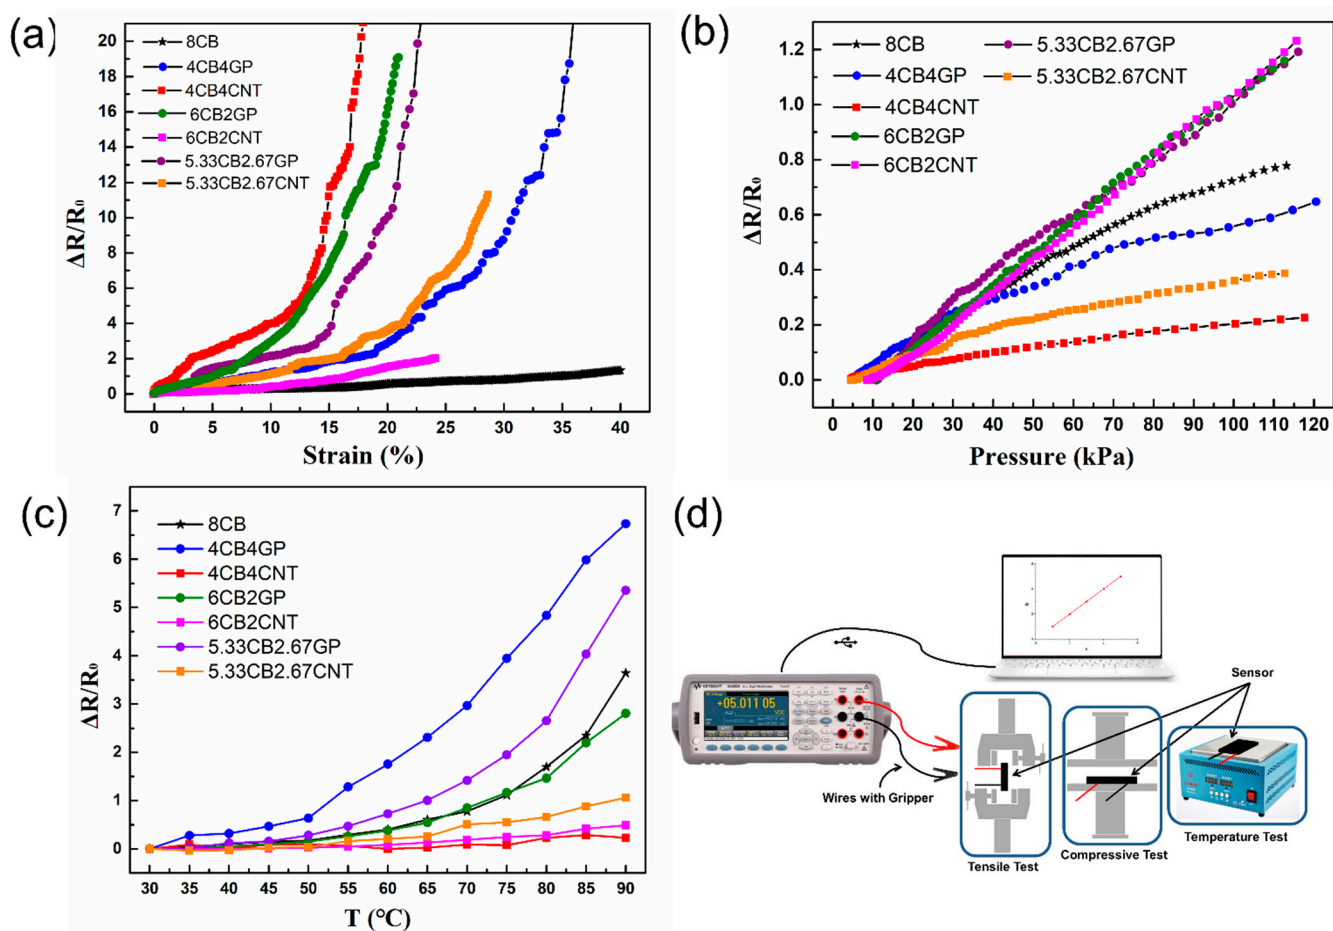 (a)
ΔR/R₀
20
18
16
14
12
10
8
6
4
2
0
8CB
4CB4GP
4CB4CNT
6CB2GP
6CB2CNT
5.33CB2.67GP
5.33CB2.67CNT
0 5 10 15 20 25 30 35 40
Strain (%)
(b)
ΔR/R₀
1.2
1.0
0.8
0.6
0.4
0.2
0.0
8CB
4CB4GP
4CB4CNT
6CB2GP
6CB2CNT
5.33CB2.67GP
5.33CB2.67CNT
0 10 20 30 40 50 60 70 80 90 100 110 120
Pressure (kPa)
(c)
ΔR/R₀
7
6
5
4
3
2
1
0
8CB
4CB4GP
4CB4CNT
6CB2GP
6CB2CNT
5.33CB2.67GP
5.33CB2.67CNT
30 35 40 45 50 55 60 65 70 75 80 85 90
T (℃)
(d)
KEYSIGHT
+05.011 05
VDC
Wires with Gripper
Sensor
Tensile Test
Compressive Test
Temperature Test